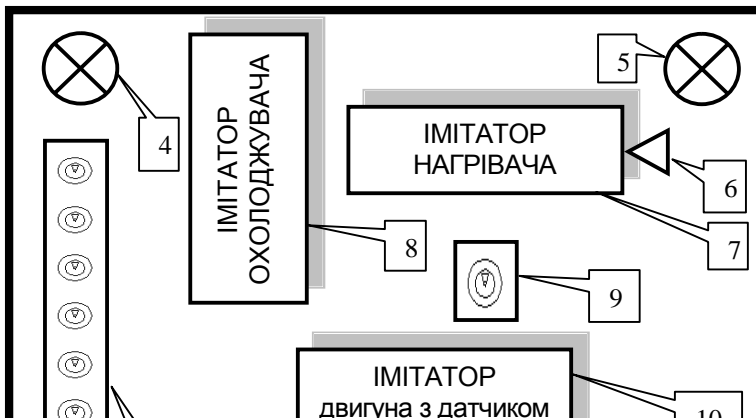 5
4
ІМІТАТОР
ОХОЛОДЖУВАЧА
ІМІТАТОР
НАГРІВАЧА
6
8
7
9
ІМІТАТОР
двигуна з датчиком
10